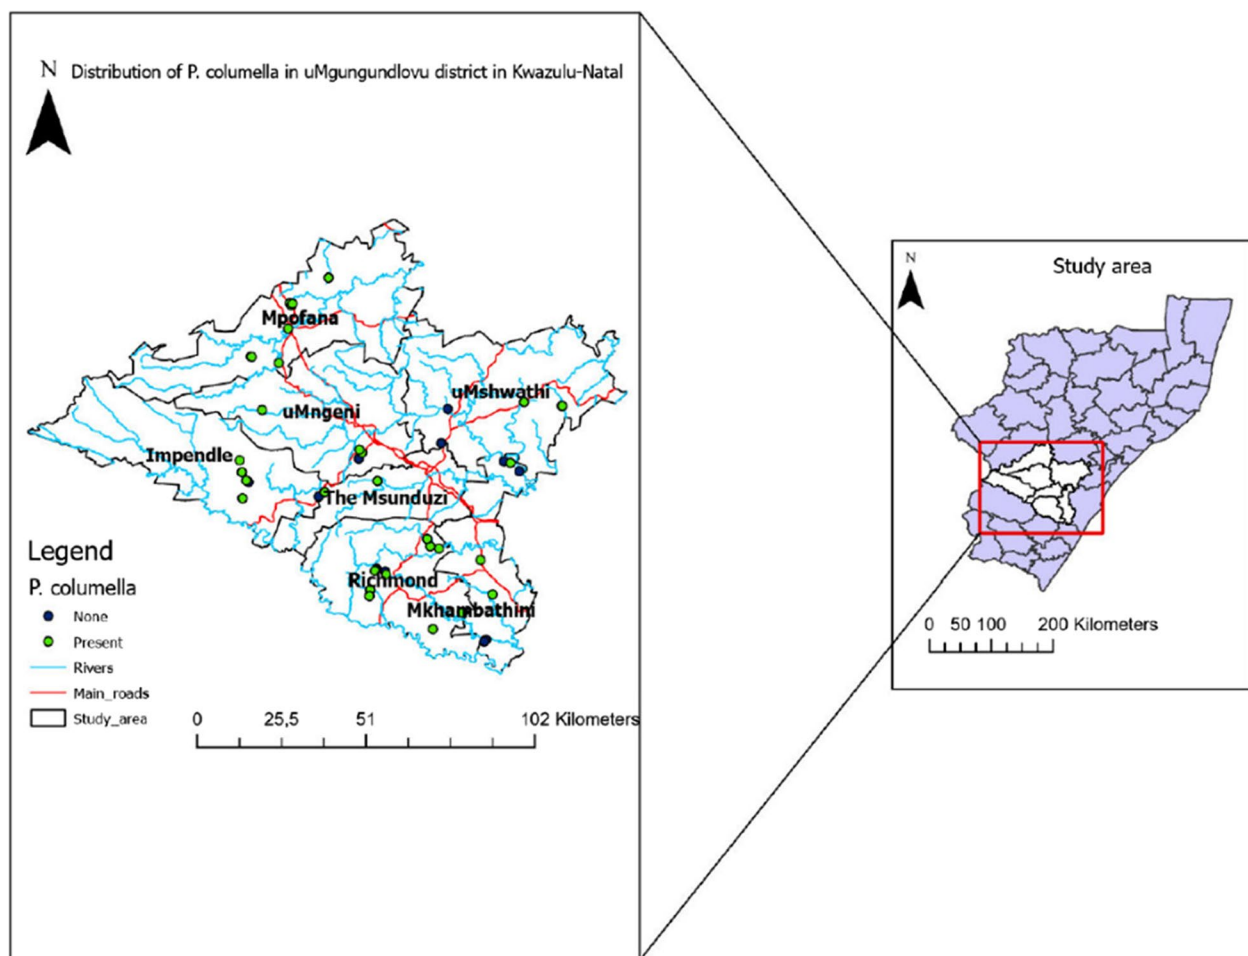 N
Distribution of P. columella in uMgungundlovu district in Kwazulu-Natal
Mpofana
uMshwathi
uMngeni
Impendle
The Msunduzi
Richmond
Mkhambathini
Legend
P. columella
None
Present
Rivers
Main_roads
Study_area
0 25,5 51 102 Kilometers
N
Study area
0 50 100 200 Kilometers